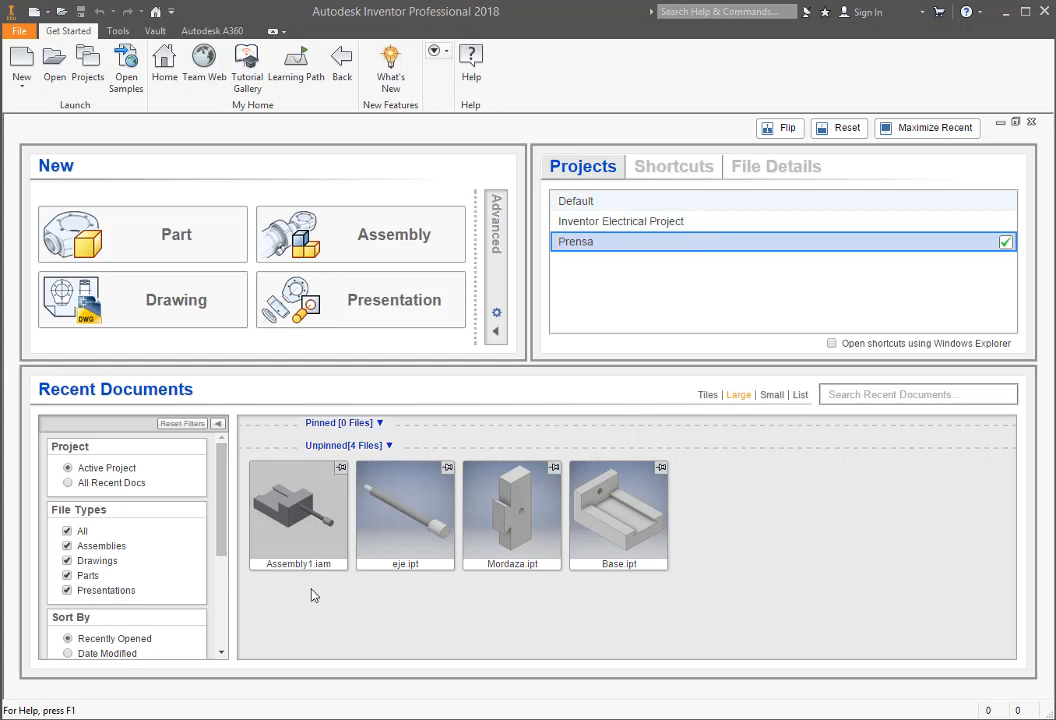 Autodesk Inventor Professional 2018
Search Help & Commands...
Sign In
PRO
File
Get Started
Tools
Vault
Autodesk A360
New
Open
Projects
Open Samples
Home
Team Web
Tutorial Gallery
Learning Path
Back
What's New
Help
Launch
My Home
New Features
Help
Flip
Reset
Maximize Recent
New
Part
Assembly
Drawing
DWG
Presentation
Advanced
Projects
Shortcuts
File Details
Default
Inventor Electrical Project
Prensa
Open shortcuts using Windows Explorer
Recent Documents
Tiles | Large | Small | List
Search Recent Documents...
Reset Filters
Project
Active Project
All Recent Docs
File Types
All
Assemblies
Drawings
Parts
Presentations
Sort By
Recently Opened
Date Modified
Pinned [0 Files]
Unpinned[4 Files]
Assembly1.iam
eje.ipt
Mordaza.ipt
Base.ipt
For Help, press F1
0
0